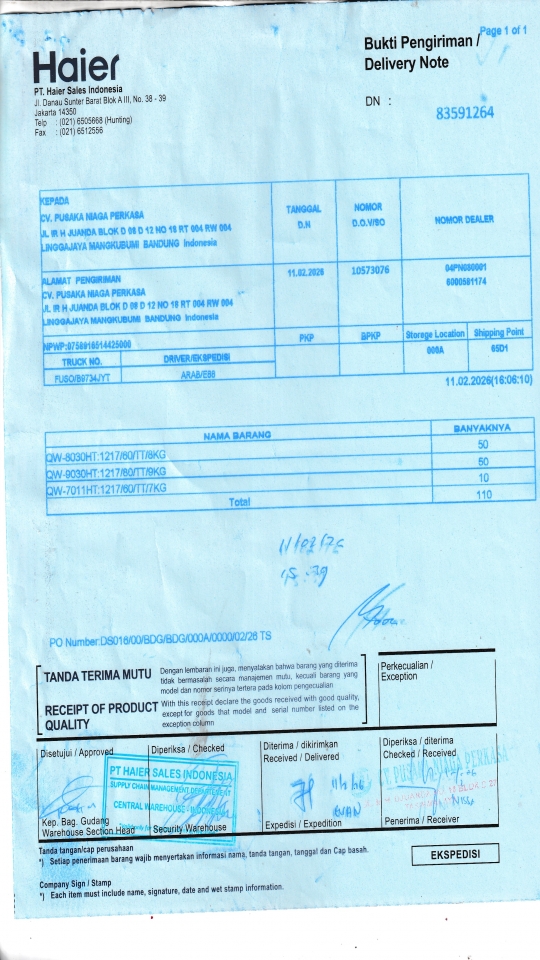 Page 1 of 1
Haier
Bukti Pengiriman /
Delivery Note
PT. Haier Sales Indonesia
Jl. Danau Sunter Barat Blok A III, No. 38 - 39
Jakarta 14350
Telp : (021) 6505668 (Hunting)
Fax : (021) 6512556
DN :
83591264
KEPADA
CV. PUSAKA NIAGA PERKASA
JL IR H JUANDA BLOK D 08 D 12 NO 18 RT 004 RW 004
LINGGAJAYA MANGKUBUMI BANDUNG Indonesia
TANGGAL
D.H
NOMOR
D.O.V/SO
NOMOR DEALER
ALAMAT PENGIRIMAN
CV. PUSAKA NIAGA PERKASA
JL IR H JUANDA BLOK D 08 D 12 NO 18 RT 004 RW 004
LINGGAJAYA MANGKUBUMI BANDUNG Indonesia
11.02.2026
10573076
04PN080001
6000581174
NPWP:0758916514425000
PKP
BPKP
Storage Location
Shipping Point
TRUCK NO.
DRIVER/EKSPEDISI
000A
65D1
FUSO/B9734JYT
ARAB/EBB
11.02.2026(16:06:10)
NAMA BARANG
BANYAKNYA
QW-8030HT:1217/60/TT/8KG
50
QW-9030HT:1217/60/TT/9KG
50
QW-7011HT:1217/60/TT/7KG
10
Total
110
PO Number:DS016/00/BDG/BDG/000A/0000/02/26 TS
TANDA TERIMA MUTU
Dengan lembaran ini juga, menyatakan bahwa barang yang diterima
tidak bermasalah secara manajemen mutu, kecuali barang yang
model dan nomor serinya tertera pada kolom pengecualian
RECEIPT OF PRODUCT
QUALITY
With this receipt declare the goods received with good quality,
except for goods that model and serial number listed on the
exception column
Perkecualian /
Exception
Disetujui / Approved
Diperiksa / Checked
Diterima / dikirimkan
Received / Delivered
Diperiksa / diterima
Checked / Received
PT HAIER SALES INDONESIA
SUPPLY CHAIN MANAGEMENT DEPARTMENT
CENTRAL WAREHOUSE - INDONESIA
Kep. Bag. Gudang
Warehouse Section Head
Security Warehouse
Expedisi / Expedition
Penerima / Receiver
Tanda tangan/cap perusahaan
*) Setiap penerimaan barang wajib menyertakan informasi nama, tanda tangan, tanggal dan Cap basah.
EKSPEDISI
Company Sign / Stamp
*) Each item must include name, signature, date and wet stamp information.